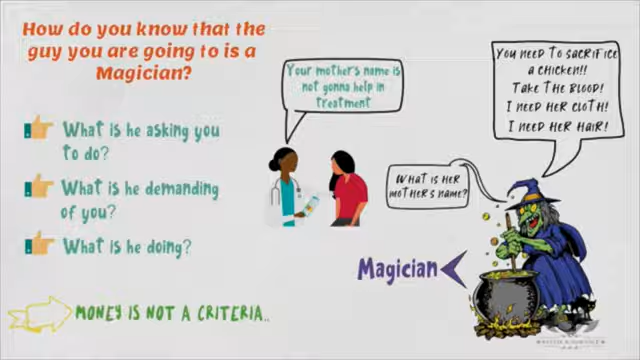 How do you know that the
guy you are going to is a
Magician?
What is he asking you
to do?
What is he demanding
of you?
What is he doing?
MONEY IS NOT A CRITERIA..
Your mother's name is
not gonna help in
treatment
WHAT IS HER
MOTHER'S NAME?
YOU NEED TO SACRIFICE
A CHICKEN!!
TAKE THE BLOOD!
I NEED HER CLOTH!
I NEED HER HAIR!
Magician